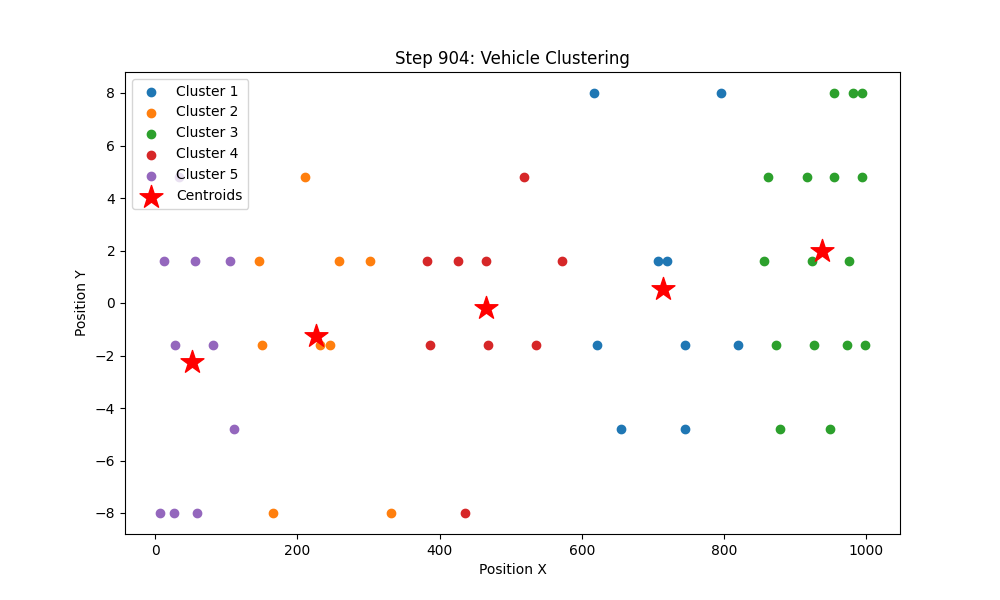 Step 904: Vehicle Clustering
Cluster 1
Cluster 2
Cluster 3
Cluster 4
Cluster 5
Centroids
8
6
4
2
0
−2
−4
−6
−8
Position Y
0 200 400 600 800 1000
Position X